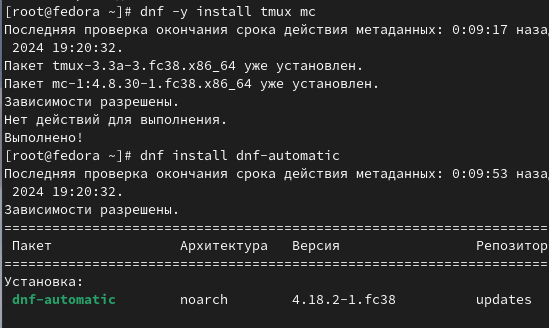 [root@fedora ~]# dnf -y install tmux mc
Последняя проверка окончания срока действия метаданных: 0:09:17 наза
2024 19:20:32.
Пакет tmux-3.3a-3.fc38.x86_64 уже установлен.
Пакет mc-1:4.8.30-1.fc38.x86_64 уже установлен.
Зависимости разрешены.
Нет действий для выполнения.
Выполнено!
[root@fedora ~]# dnf install dnf-automatic
Последняя проверка окончания срока действия метаданных: 0:09:53 наза
2024 19:20:32.
Зависимости разрешены.
Пакет Архитектура Версия Репозитор
Установка:
dnf-automatic noarch 4.18.2-1.fc38 updates